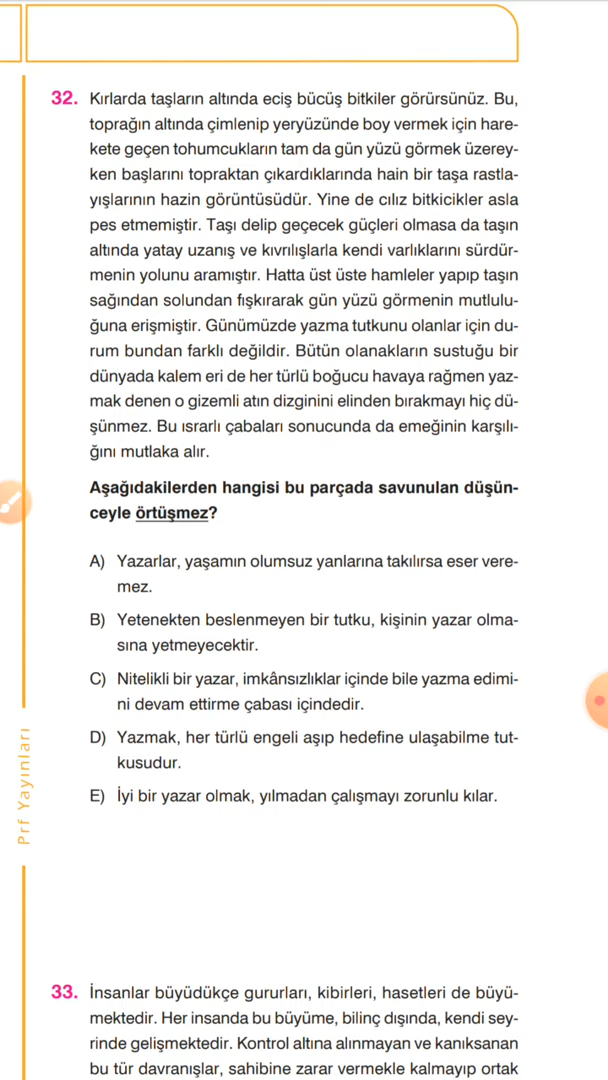 32. Kırlarda taşların altında eciş bücüş bitkiler görürsünüz. Bu,
toprağın altında çimlenip yeryüzünde boy vermek için hare-
kete geçen tohumcukların tam da gün yüzü görmek üzerey-
ken başlarını topraktan çıkardıklarında hain bir taşa rastla-
yışlarının hazin görüntüsüdür. Yine de cılız bitkicikler asla
pes etmemiştir. Taşı delip geçecek güçleri olmasa da taşın
altında yatay uzanış ve kıvrılışlarla kendi varlıklarını sürdür-
menin yolunu aramıştır. Hatta üst üste hamleler yapıp taşın
sağından solundan fışkırarak gün yüzü görmenin mutlulu-
ğuna erişmiştir. Günümüzde yazma tutkunu olanlar için du-
rum bundan farklı değildir. Bütün olanakların sustuğu bir
dünyada kalem eri de her türlü boğucu havaya rağmen yaz-
mak denen o gizemli atın dizginini elinden bırakmayı hiç dü-
şünmez. Bu ısrarlı çabaları sonucunda da emeğinin karşılı-
ğını mutlaka alır.
Aşağıdakilerden hangisi bu parçada savunulan düşün-
ceyle örtüşmez?
A) Yazarlar, yaşamın olumsuz yanlarına takılırsa eser vere-
mez.
B) Yetenekten beslenmeyen bir tutku, kişinin yazar olma-
sına yetmeyecektir.
C) Nitelikli bir yazar, imkânsızlıklar içinde bile yazma edimi-
ni devam ettirme çabası içindedir.
D) Yazmak, her türlü engeli aşıp hedefine ulaşabilme tut-
kusudur.
E) İyi bir yazar olmak, yılmadan çalışmayı zorunlu kılar.
Prf Yayınları
33. İnsanlar büyüdükçe gururları, kibirleri, hasetleri de büyü-
mektedir. Her insanda bu büyüme, bilinç dışında, kendi sey-
rinde gelişmektedir. Kontrol altına alınmayan ve kanıksanan
bu tür davranışlar, sahibine zarar vermekle kalmayıp ortak